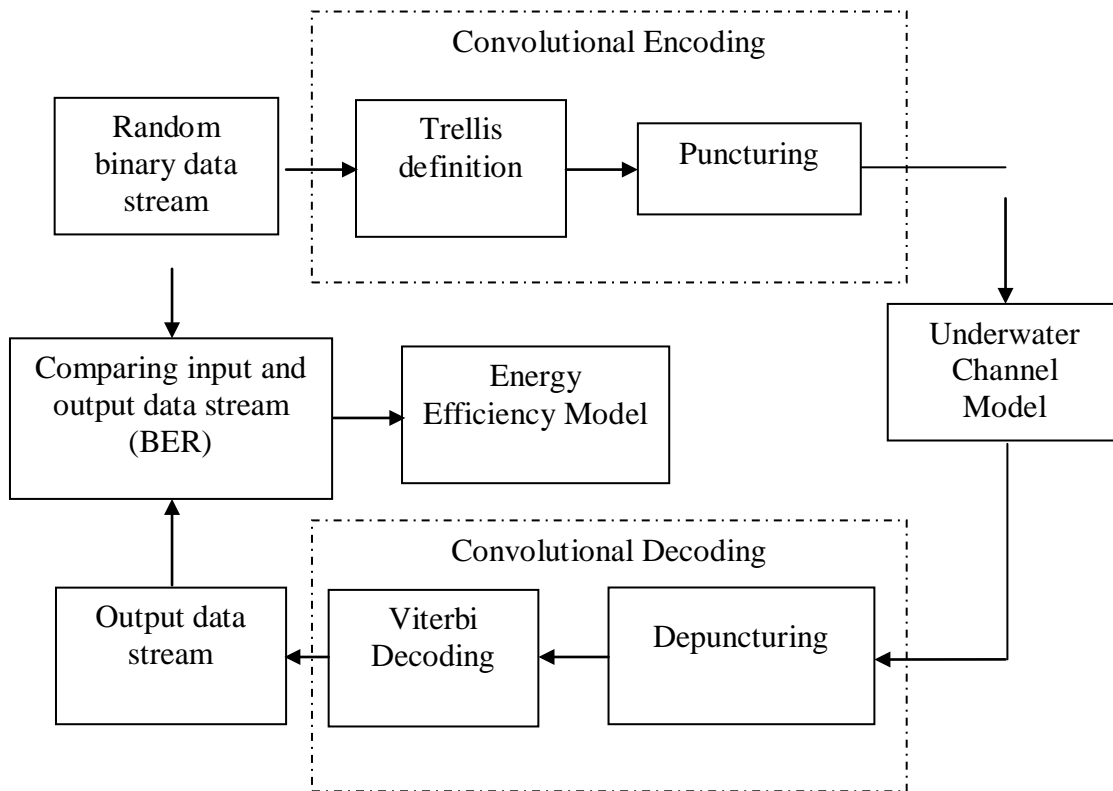 Convolutional Encoding
Random
binary data
stream
Trellis
definition
Puncturing
Underwater
Channel
Model
Comparing input and
output data stream
(BER)
Energy
Efficiency Model
Convolutional Decoding
Output data
stream
Viterbi
Decoding
Depuncturing